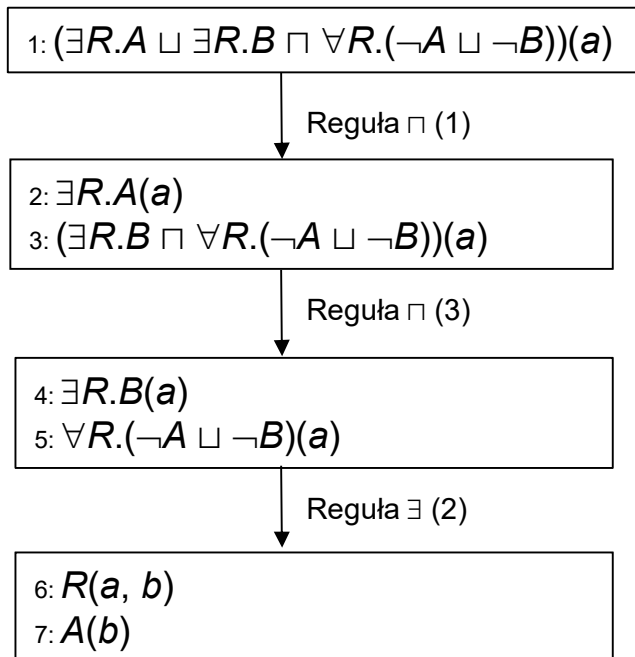 1: (∃R.A ⊔ ∃R.B ⊓ ∀R.(¬A ⊔ ¬B))(a)
Reguła ⊓ (1)
2: ∃R.A(a)
3: (∃R.B ⊓ ∀R.(¬A ⊔ ¬B))(a)
Reguła ⊓ (3)
4: ∃R.B(a)
5: ∀R.(¬A ⊔ ¬B)(a)
Reguła ∃ (2)
6: R(a, b)
7: A(b)